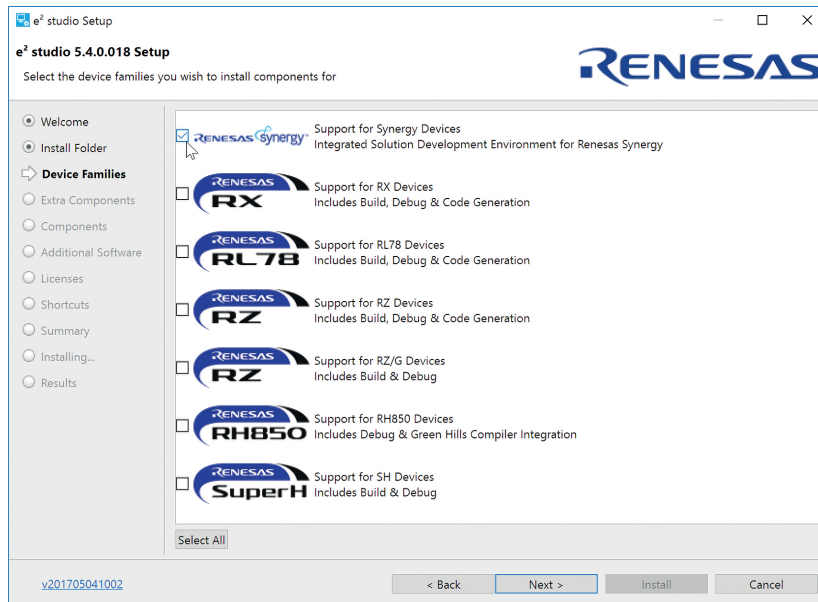 e² studio Setup
e² studio 5.4.0.018 Setup
Select the device families you wish to install components for
RENESAS
Welcome
Install Folder
Device Families
Extra Components
Components
Additional Software
Licenses
Shortcuts
Summary
Installing...
Results
RENESAS synergy™
Support for Synergy Devices
Integrated Solution Development Environment for Renesas Synergy
RENESAS
RX
Support for RX Devices
Includes Build, Debug & Code Generation
RENESAS
RL78
Support for RL78 Devices
Includes Build, Debug & Code Generation
RENESAS
RZ
Support for RZ Devices
Includes Build, Debug & Code Generation
RENESAS
RZ
Support for RZ/G Devices
Includes Build & Debug
RENESAS
RH850
Support for RH850 Devices
Includes Debug & Green Hills Compiler Integration
RENESAS
SuperH
Support for SH Devices
Includes Build & Debug
Select All
v201705041002
< Back
Next >
Install
Cancel